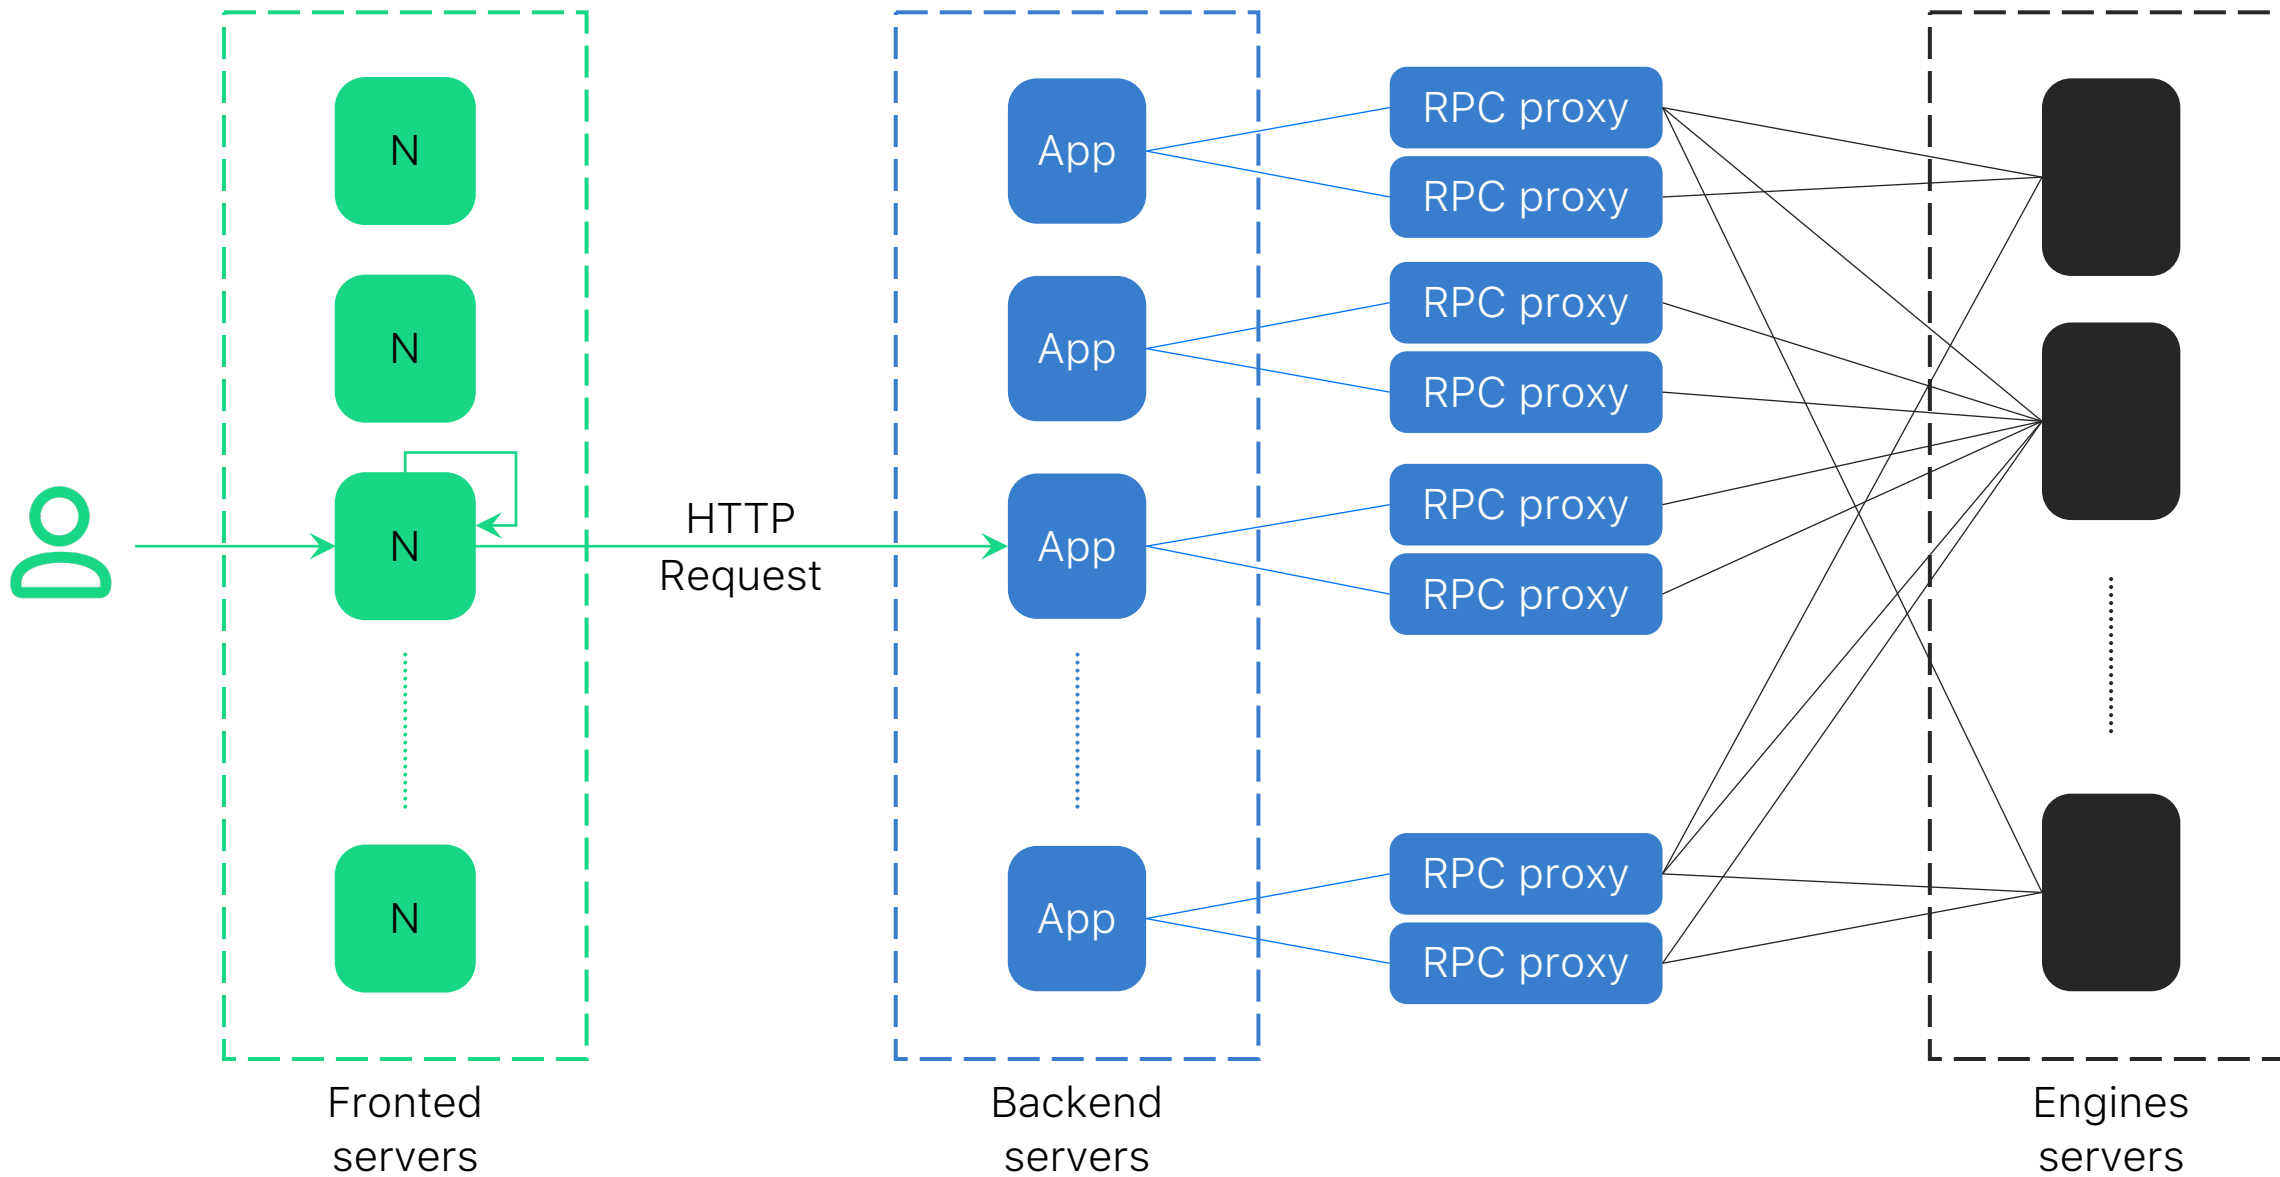 N
N
N
N
HTTP
Request
App
App
App
App
RPC proxy
RPC proxy
RPC proxy
RPC proxy
RPC proxy
RPC proxy
RPC proxy
RPC proxy
Fronted
servers
Backend
servers
Engines
servers